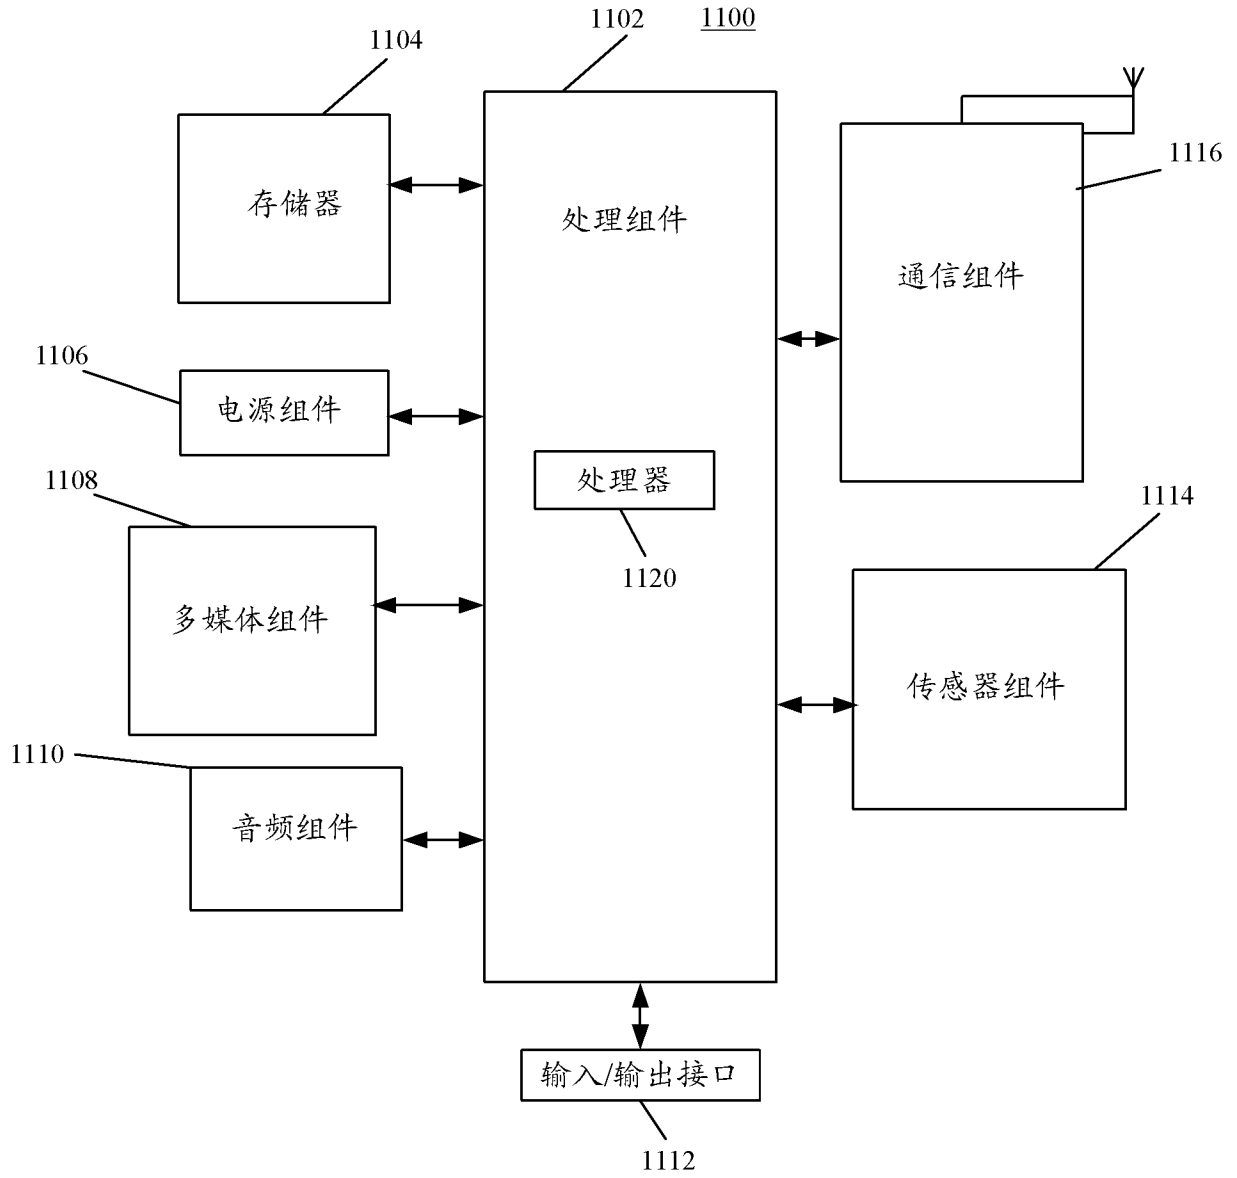 1102
1100
1104
存储器
处理组件
1116
通信组件
1106
电源组件
1108
处理器
1120
1114
多媒体组件
传感器组件
1110
音频组件
输入/输出接口
1112